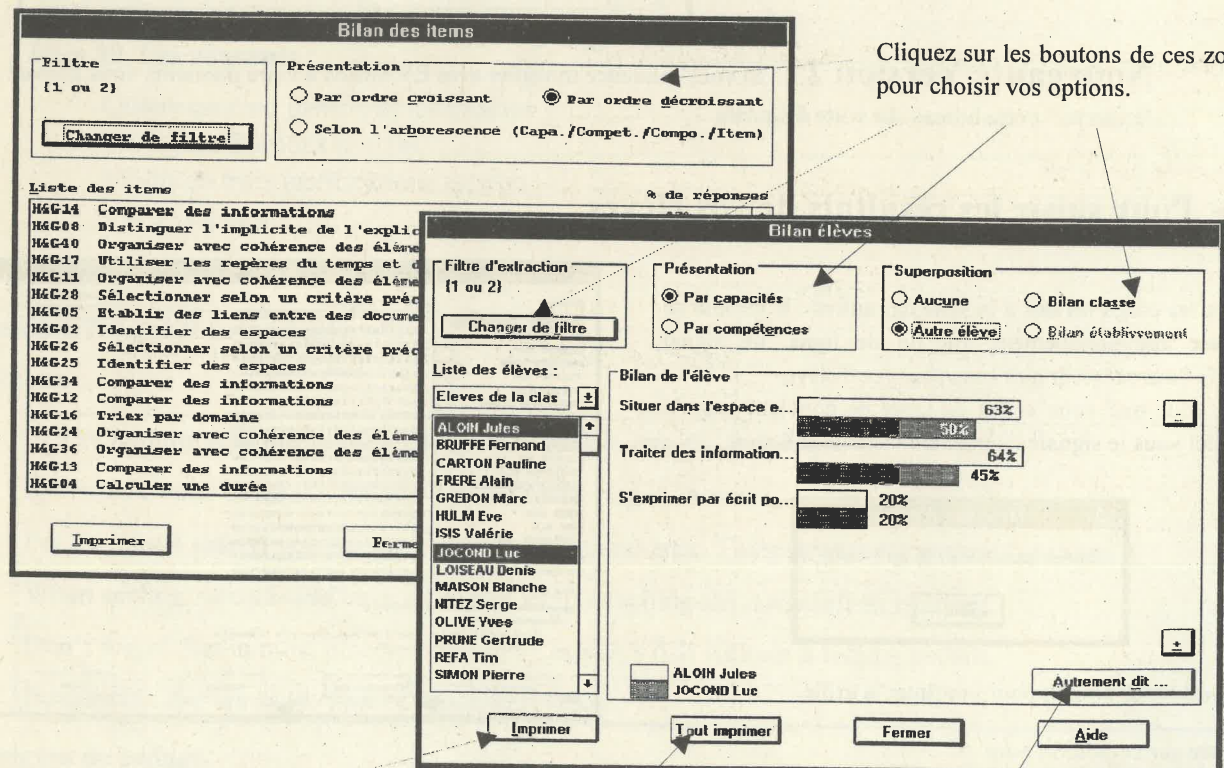 Bilan des items
Cliquez sur les boutons de ces
pour choisir vos options.
Filtre
{1 ou 2}
Changer de filtre
Présentation
Par ordre croissant
Par ordre décroissant
Selon l'arborescence (Capa./Compet./Compo./Item)
Liste des items
% de réponses
H&G14 Comparer des informations
H&G08 Distinguer l'implicite de l'explic
H&G40 Organiser avec cohérence des éléme
H&G17 Utiliser les repères du temps et d
H&G11 Organiser avec cohérence des éléme
H&G28 Sélectionner selon un critère préc
H&G05 Etablir des liens entre des docume
H&G02 Identifier des espaces
H&G26 Sélectionner selon un critère préc
H&G25 Identifier des espaces
H&G34 Comparer des informations
H&G12 Comparer des informations
H&G16 Trier par domaine
H&G24 Organiser avec cohérence des éléme
H&G36 Organiser avec cohérence des éléme
H&G13 Comparer des informations
H&G04 Calculer une durée
Imprimer
Ferme
Bilan élèves
Filtre d'extraction
{1 ou 2}
Changer de filtre
Présentation
Par capacités
Par compétences
Superposition
Aucune
Bilan classe
Autre élève
Bilan établissement
Liste des élèves :
Eleves de la clas
ALOIN Jules
BRUFFE Fernand
CARTON Pauline
FRERE Alain
GREDON Marc
HULM Eve
ISIS Valérie
JOCOND Luc
LOISEAU Denis
MAISON Blanche
NITEZ Serge
OLIVE Yves
PRUNE Gertrude
REFA Tim
SIMON Pierre
Bilan de l'élève
Situer dans l'espace e...
63%
50%
Traiter des information...
64%
45%
S'exprimer par écrit po...
20%
20%
ALOIN Jules
JOCOND Luc
Autrement dit ...
Imprimer
Tout imprimer
Fermer
Aide